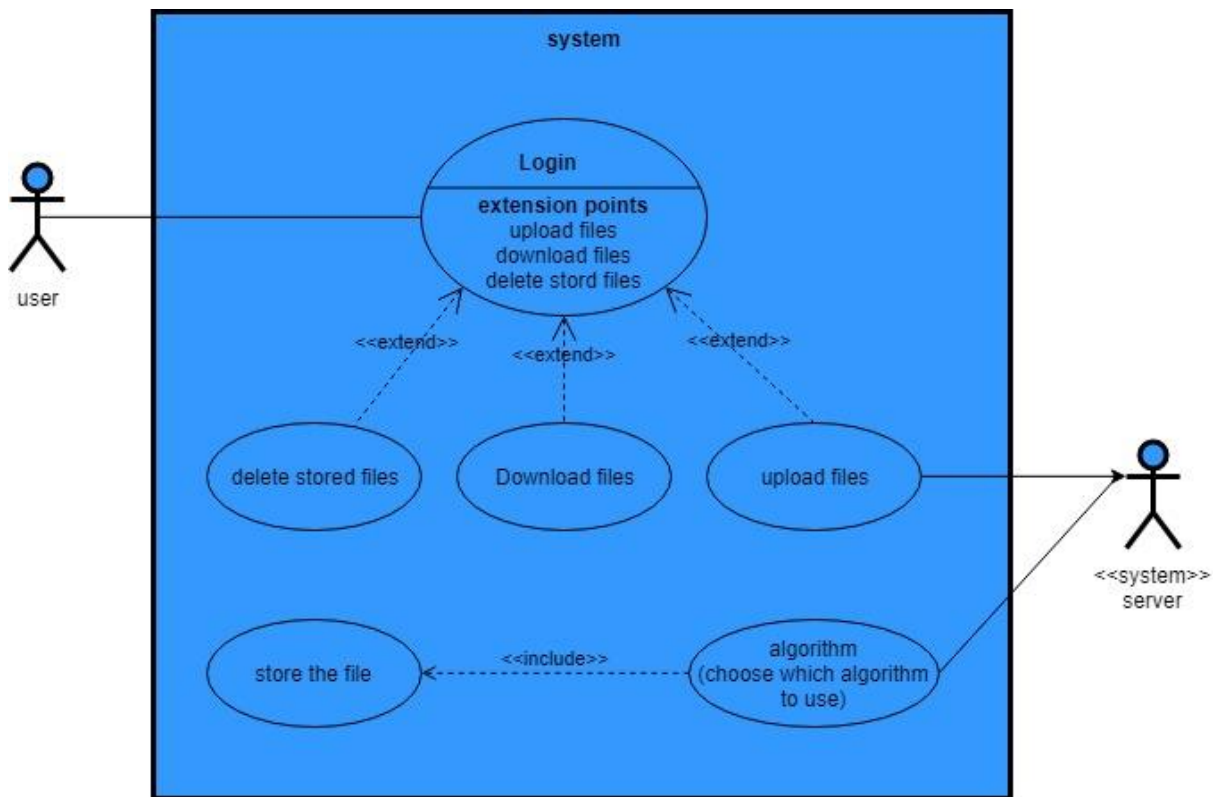 system
Login
extension points
upload files
download files
delete stord files
user
<<extend>>
<<extend>>
<<extend>>
delete stored files
Download files
upload files
<<system>>
server
store the file
<<include>>
algorithm
(choose which algorithm
to use)